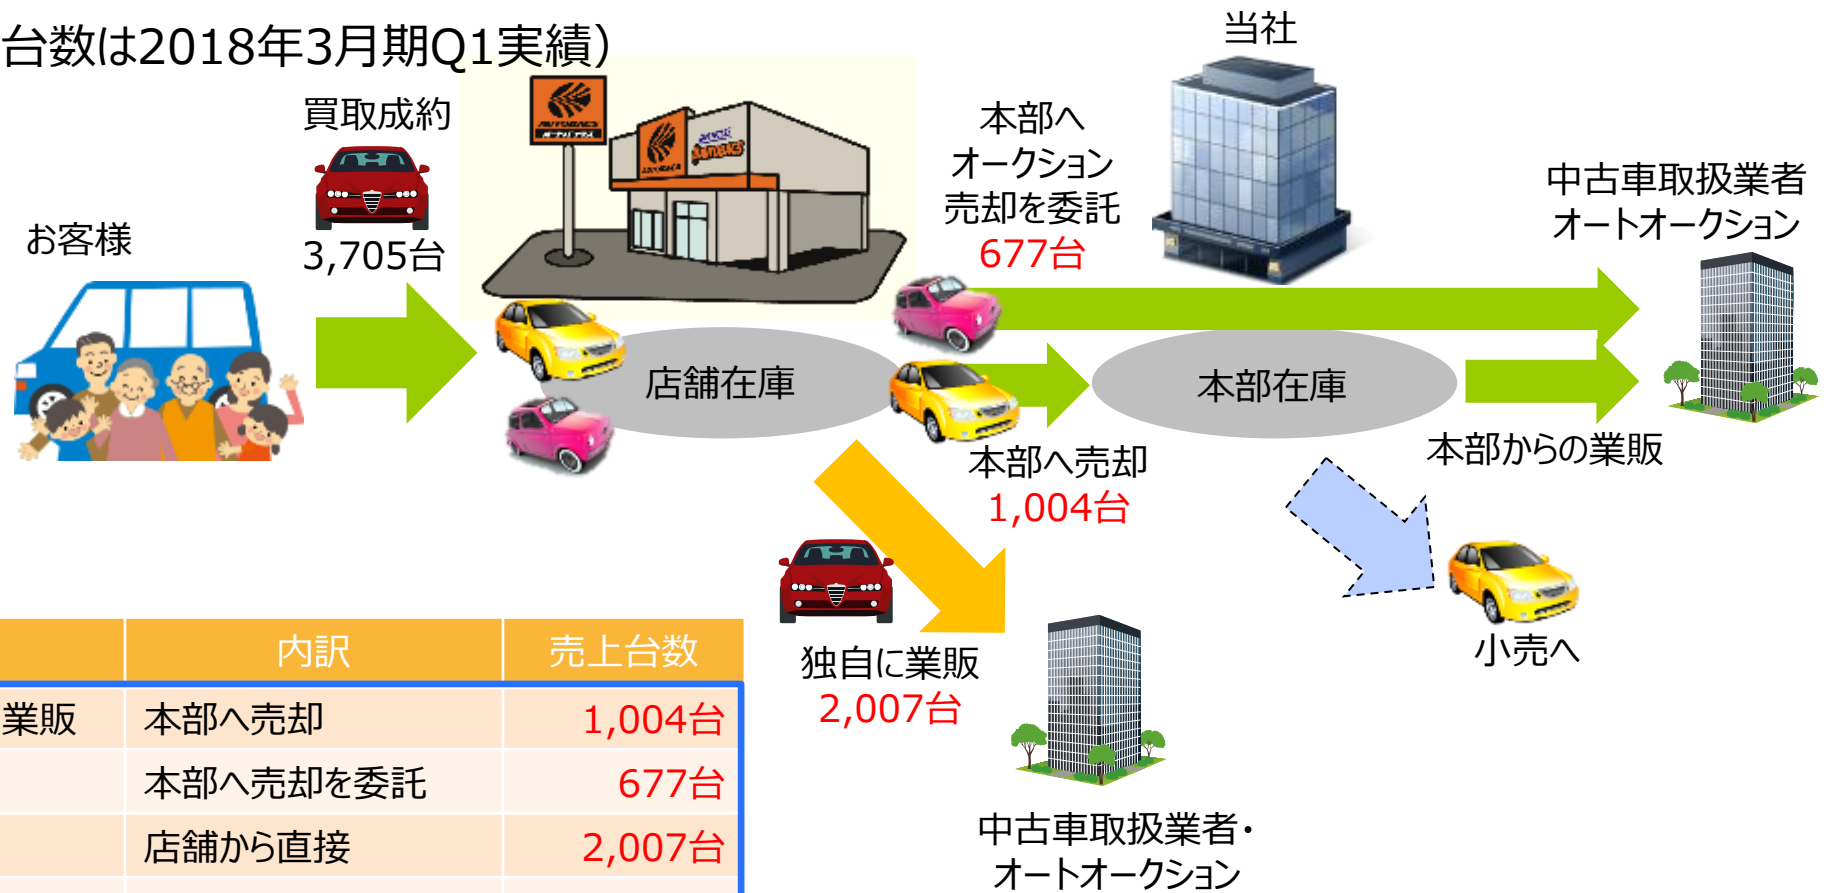 台数は2018年3月期Q1実績）
当社
買取成約
3,705台
お客様
AUTOBACS
AUTOBACS
本部へ
オークション
売却を委託
677台
中古車取扱業者
オートオークション
店舗在庫
本部在庫
本部へ売却
1,004台
本部からの業販
小売へ
独自に業販
2,007台
中古車取扱業者・
オートオークション
内訳 売上台数
業販 本部へ売却 1,004台
本部へ売却を委託 677台
店舗から直接 2,007台